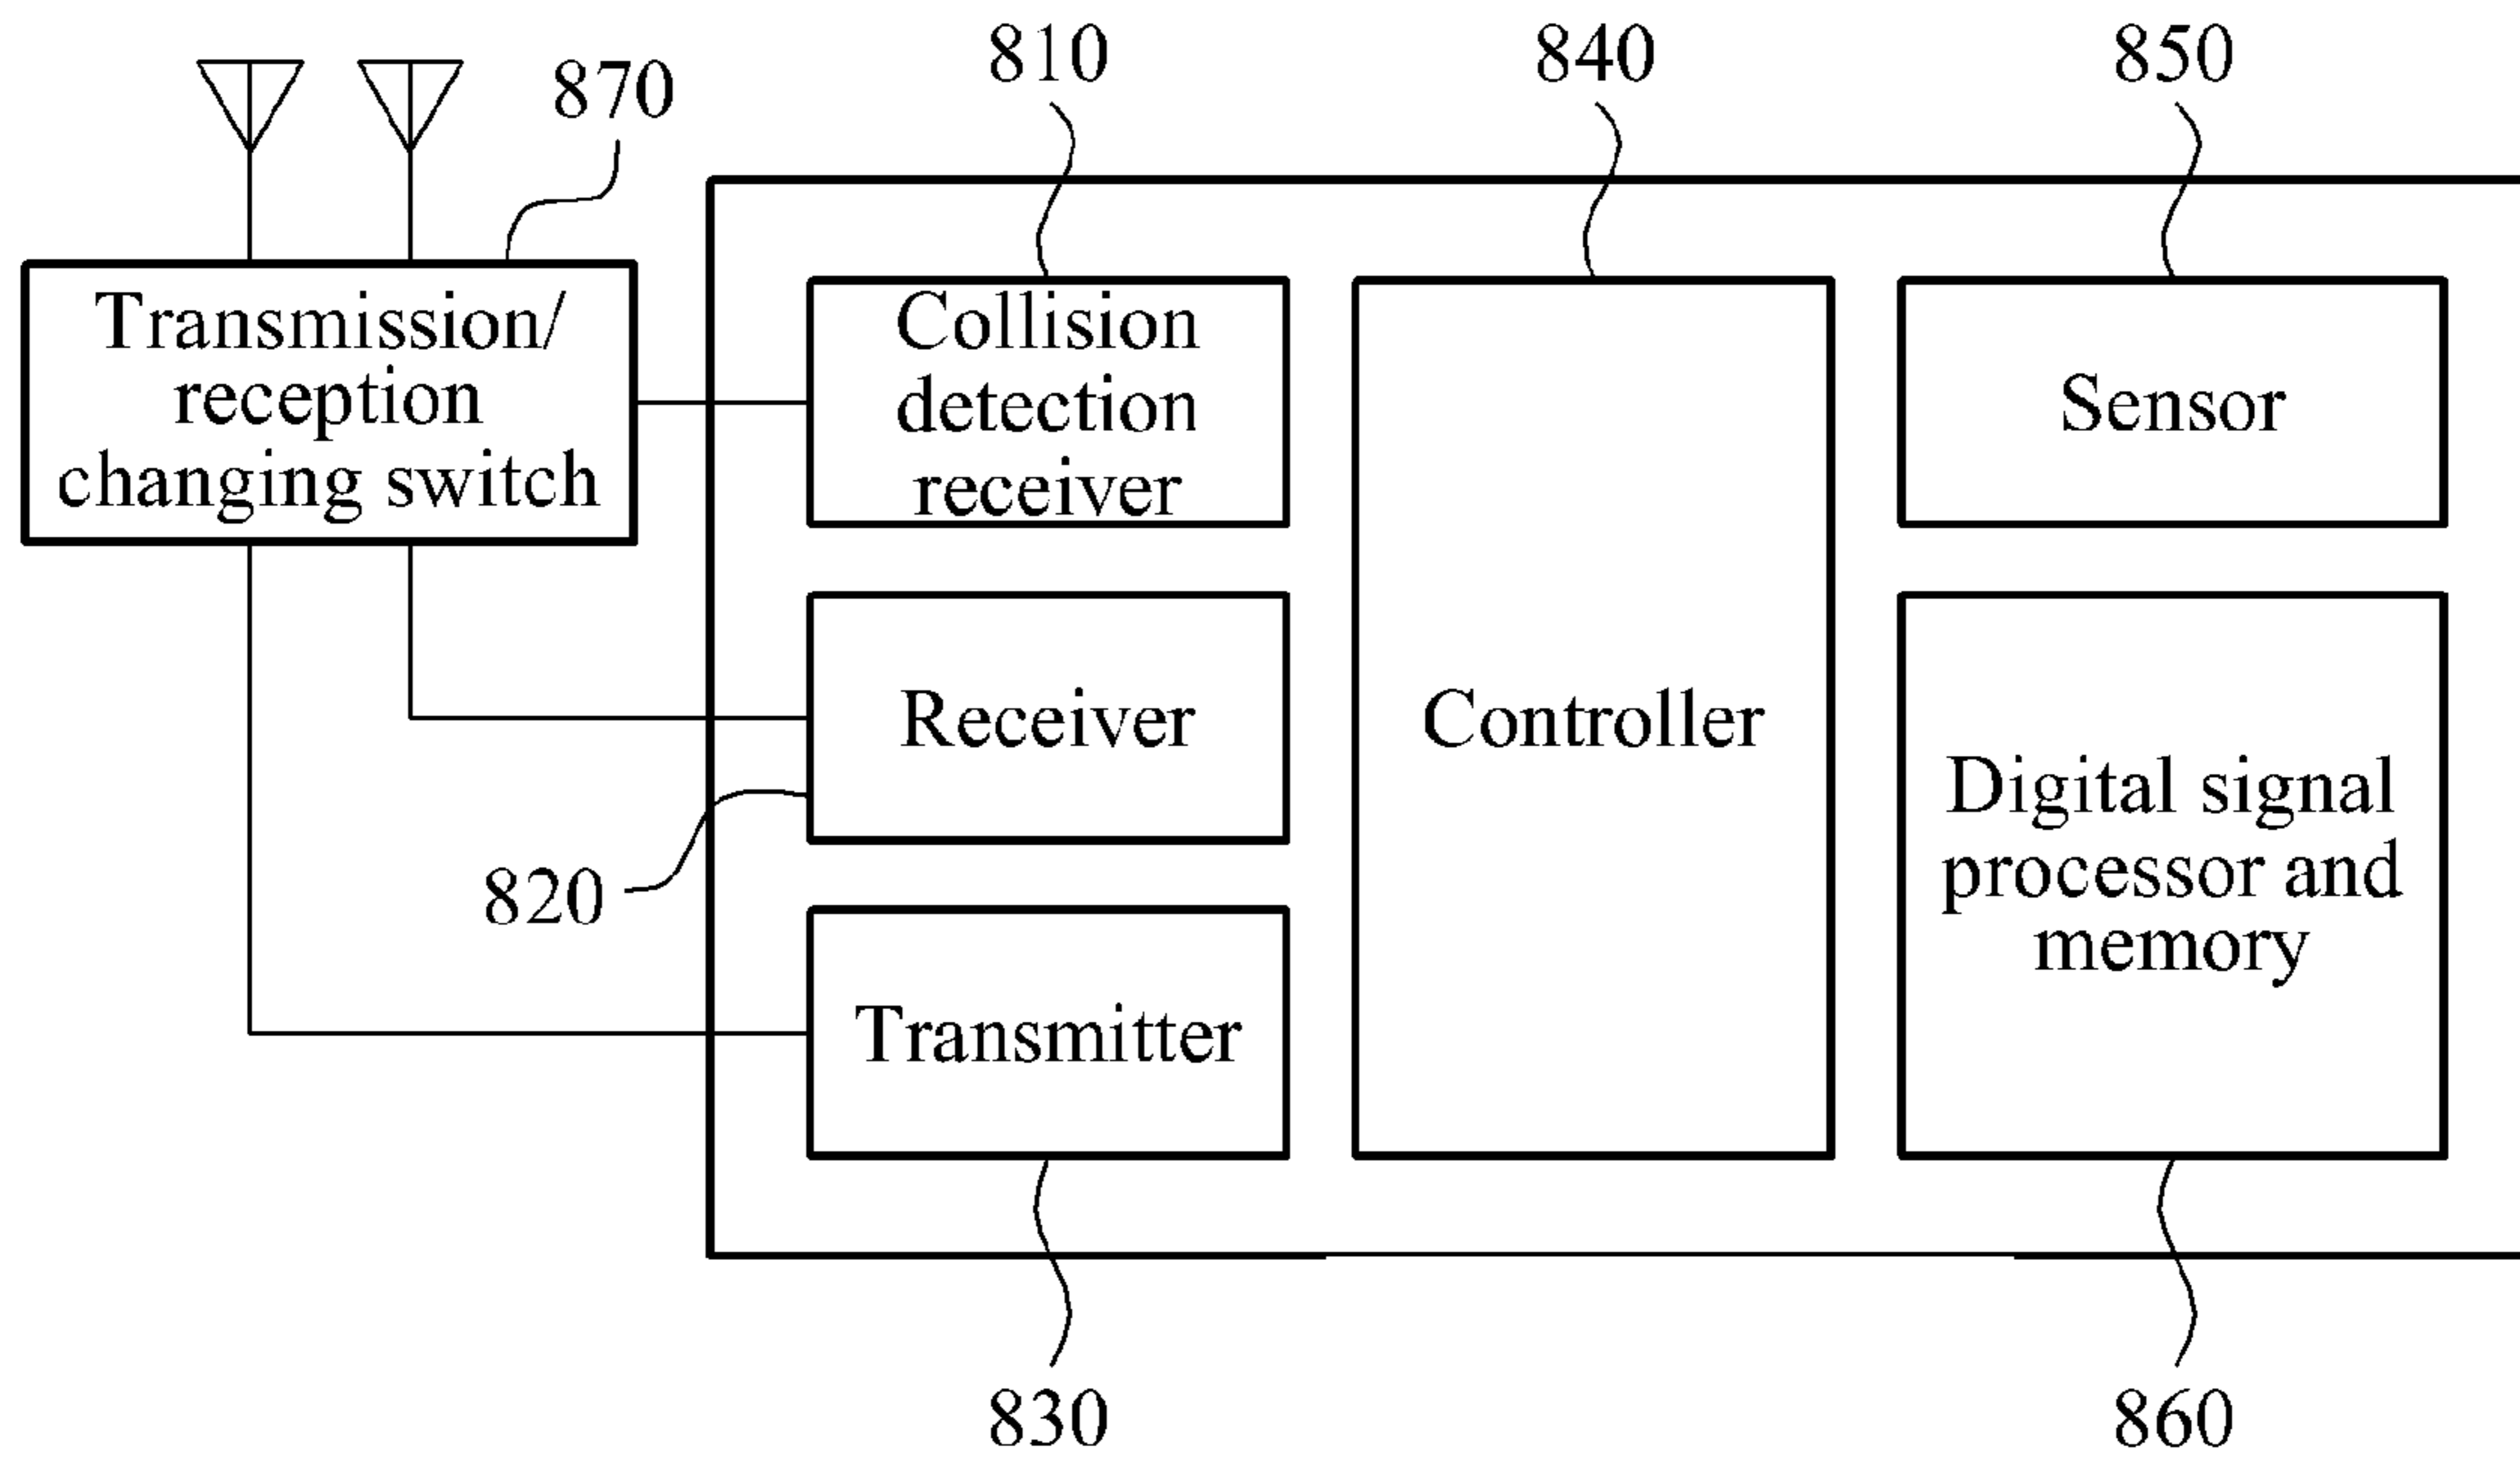 870
810
840
850
Transmission/
reception
changing switch
Collision
detection
receiver
Sensor
Receiver
Controller
Digital signal
processor and
memory
820
Transmitter
830
860